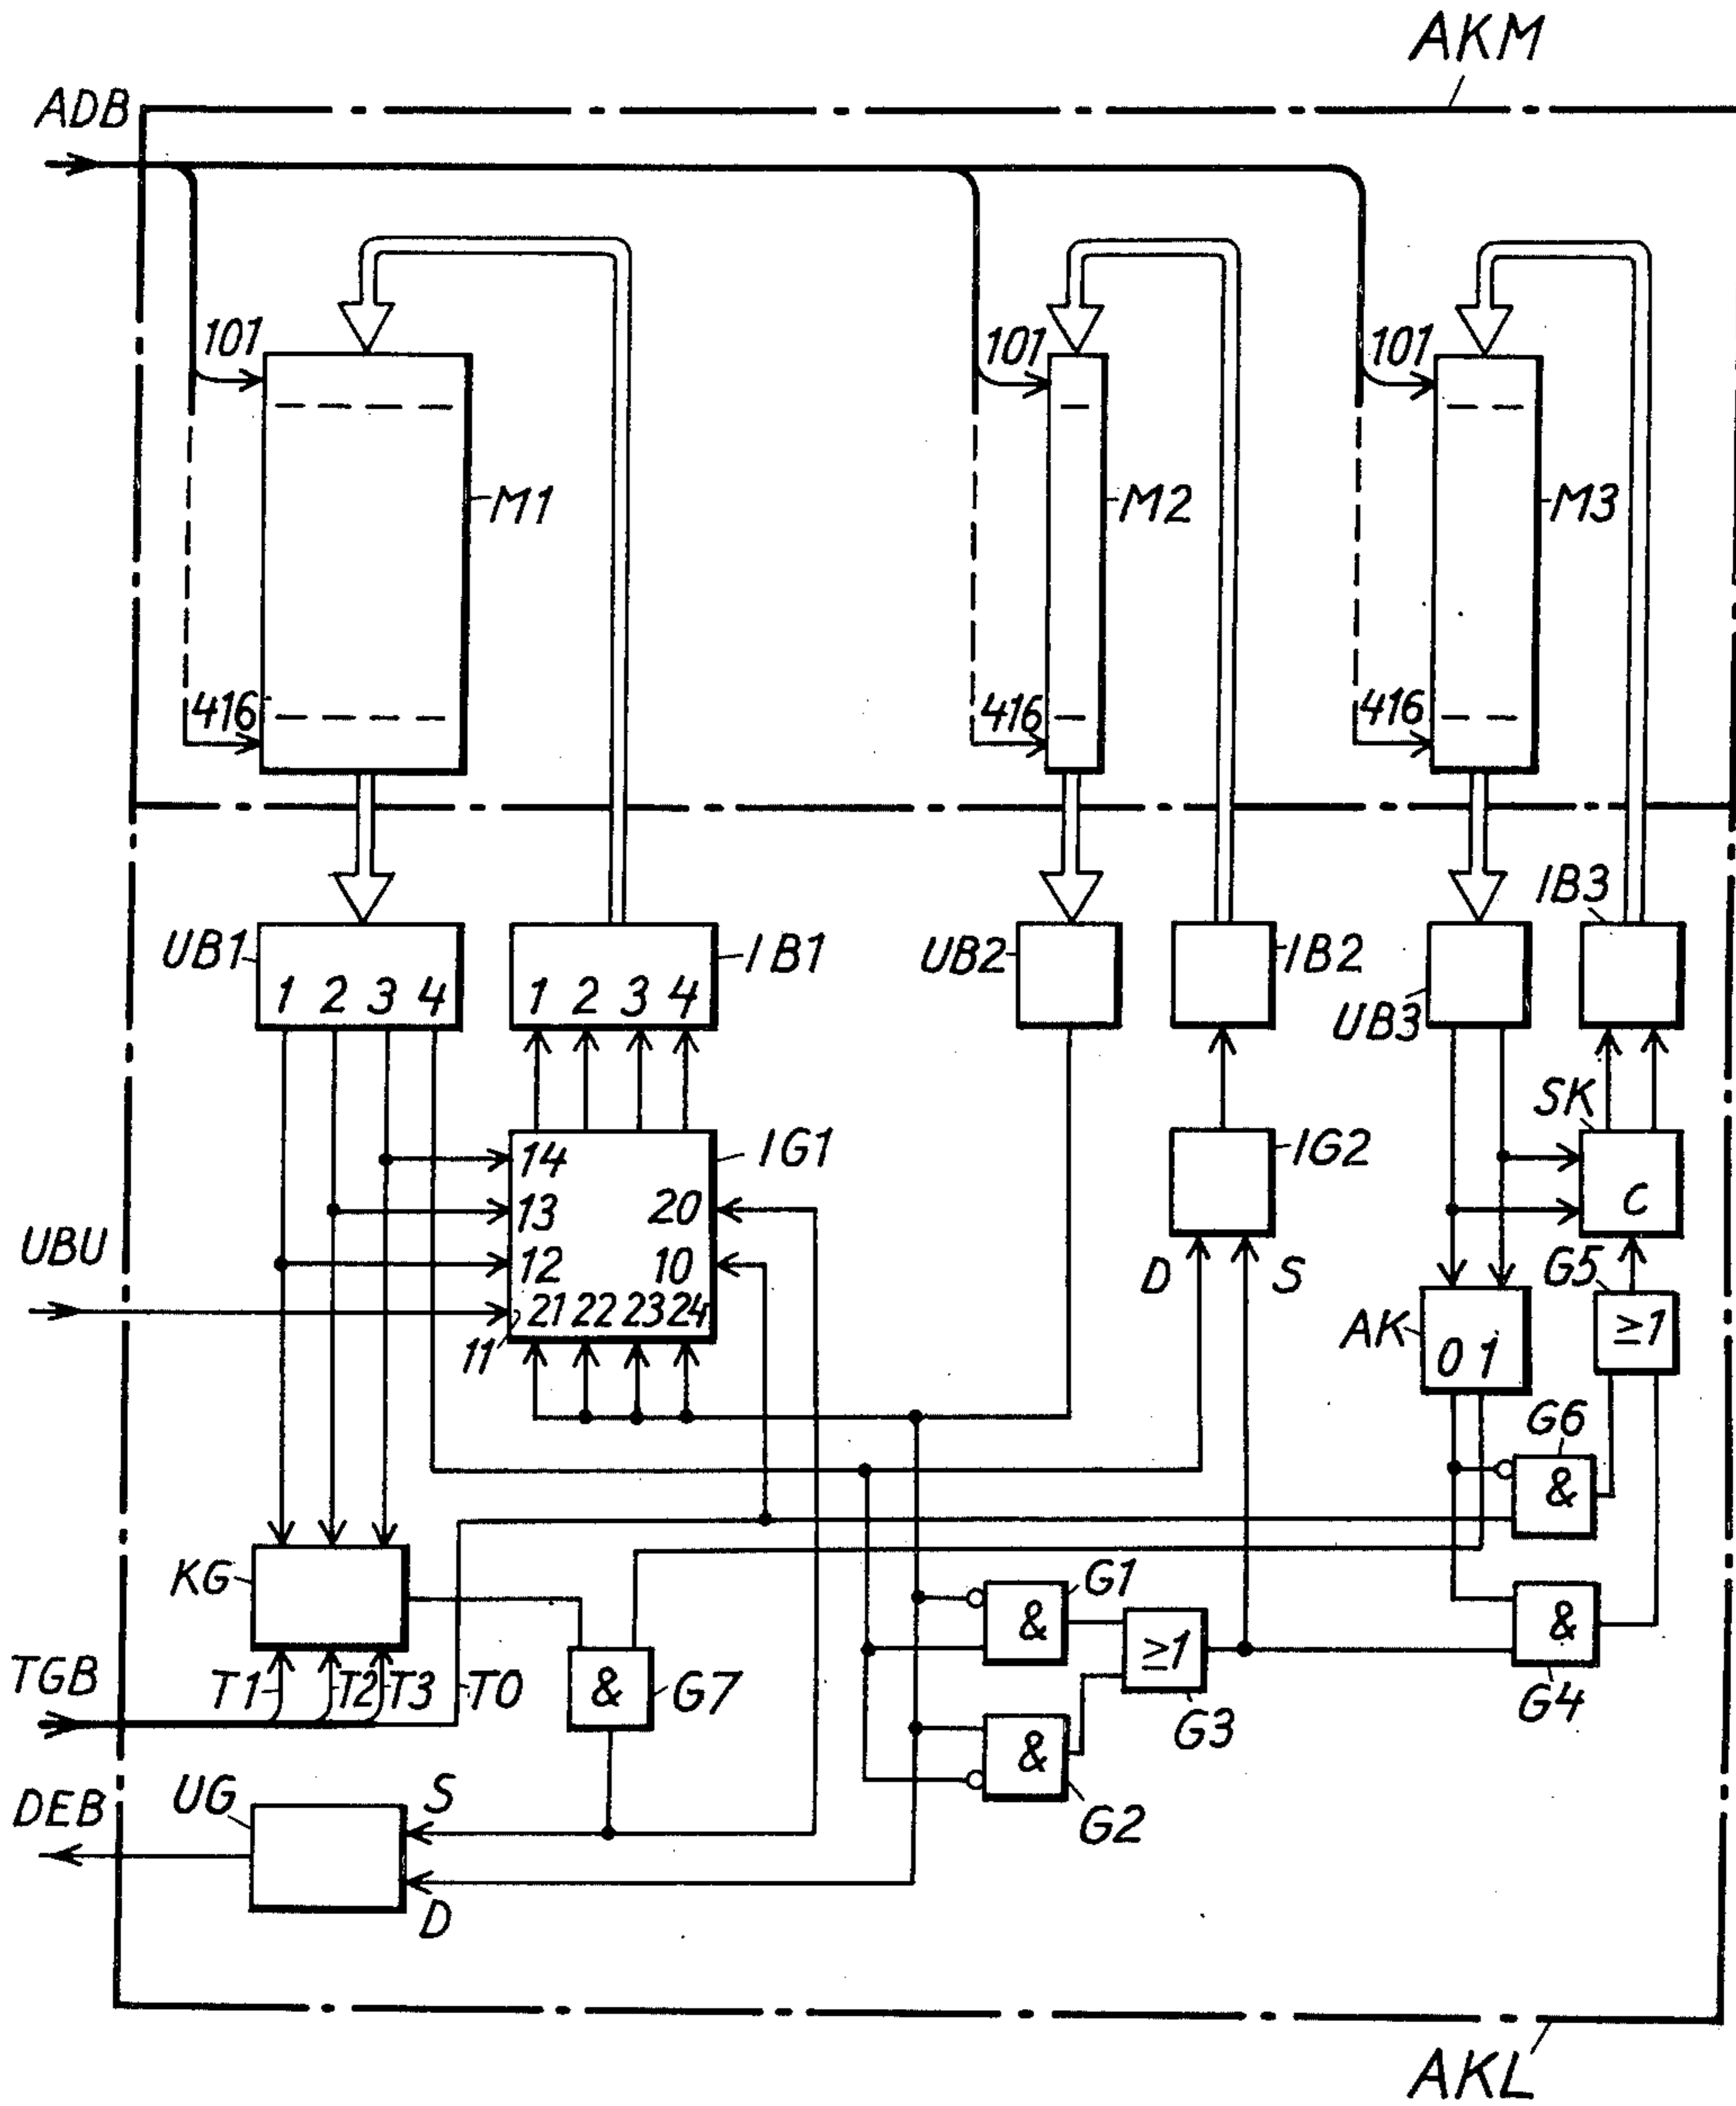 AKM
ADB
101
101
101
M1
M2
M3
416
416
416
UB1
1 2 3 4
IB1
1 2 3 4
UB2
IB2
UB3
IB3
SK
C
IG1
14
13
12
11
20
10
21 22 23 24
IG2
D
S
UBU
G5
≥1
AK
0 1
G6
&
KG
G1
&
≥1
G3
&
G4
TGB
T1
T2
T3
T0
&
G7
&
G2
DEB
UG
S
D
AKL